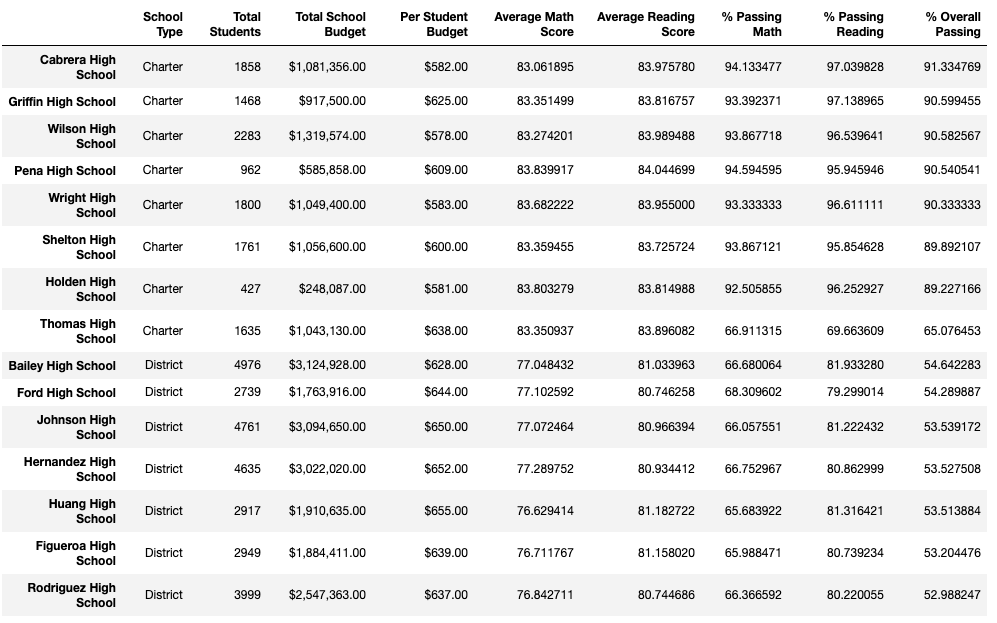 School Type Total Students Total School Budget Per Student Budget Average Math Score Average Reading Score % Passing Math % Passing Reading % Overall Passing
Cabrera High School Charter 1858 $1,081,356.00 $582.00 83.061895 83.975780 94.133477 97.039828 91.334769
Griffin High School Charter 1468 $917,500.00 $625.00 83.351499 83.816757 93.392371 97.138965 90.599455
Wilson High School Charter 2283 $1,319,574.00 $578.00 83.274201 83.989488 93.867718 96.539641 90.582567
Pena High School Charter 962 $585,858.00 $609.00 83.839917 84.044699 94.594595 95.945946 90.540541
Wright High School Charter 1800 $1,049,400.00 $583.00 83.682222 83.955000 93.333333 96.611111 90.333333
Shelton High School Charter 1761 $1,056,600.00 $600.00 83.359455 83.725724 93.867121 95.854628 89.892107
Holden High School Charter 427 $248,087.00 $581.00 83.803279 83.814988 92.505855 96.252927 89.227166
Thomas High School Charter 1635 $1,043,130.00 $638.00 83.350937 83.896082 66.911315 69.663609 65.076453
Bailey High School District 4976 $3,124,928.00 $628.00 77.048432 81.033963 66.680064 81.933280 54.642283
Ford High School District 2739 $1,763,916.00 $644.00 77.102592 80.746258 68.309602 79.299014 54.289887
Johnson High School District 4761 $3,094,650.00 $650.00 77.072464 80.966394 66.057551 81.222432 53.539172
Hernandez High School District 4635 $3,022,020.00 $652.00 77.289752 80.934412 66.752967 80.862999 53.527508
Huang High School District 2917 $1,910,635.00 $655.00 76.629414 81.182722 65.683922 81.316421 53.513884
Figueroa High School District 2949 $1,884,411.00 $639.00 76.711767 81.158020 65.988471 80.739234 53.204476
Rodriguez High School District 3999 $2,547,363.00 $637.00 76.842711 80.744686 66.366592 80.220055 52.988247